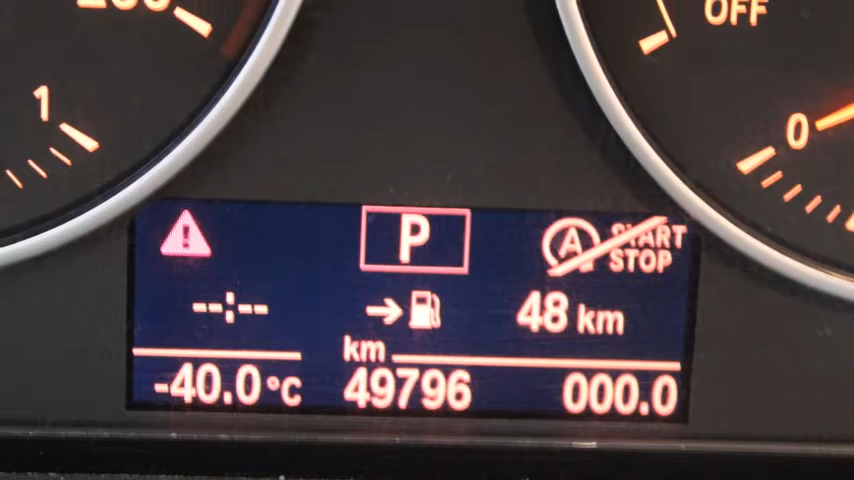 OFF
1
0
P
A START
STOP
--:--
48 km
km
-40.0 °C 49796 000.0